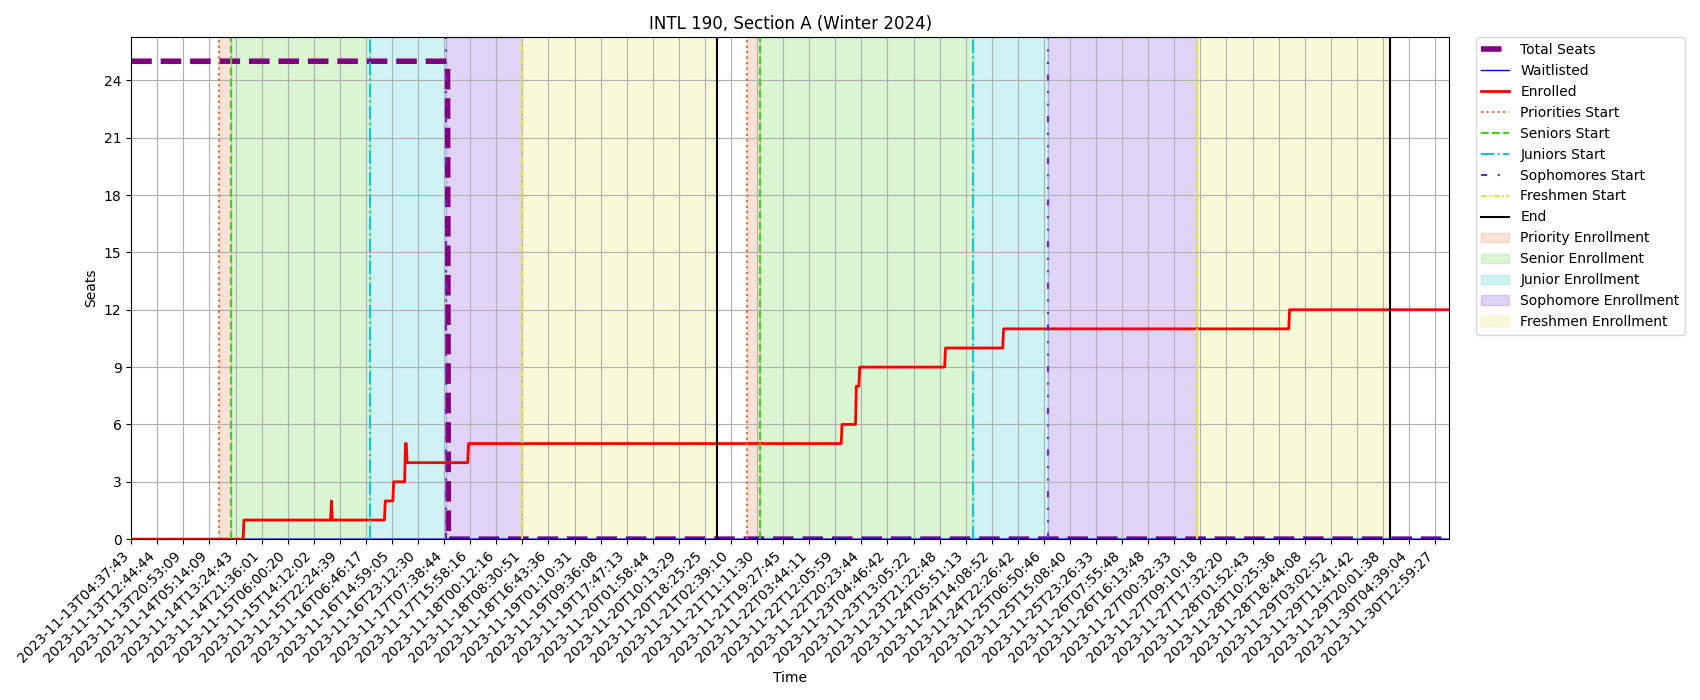 INTL 190, Section A (Winter 2024)
Seats
24
21
18
15
12
9
6
3
0
2023-11-13T04:37:43
2023-11-13T12:44:44
2023-11-13T20:53:09
2023-11-14T05:14:09
2023-11-14T13:24:43
2023-11-14T21:36:01
2023-11-15T06:00:20
2023-11-15T14:12:02
2023-11-15T22:24:39
2023-11-16T06:46:17
2023-11-16T14:59:05
2023-11-16T23:12:30
2023-11-17T07:38:44
2023-11-17T15:58:16
2023-11-18T00:12:16
2023-11-18T08:30:51
2023-11-18T16:43:36
2023-11-19T01:10:31
2023-11-19T09:36:08
2023-11-19T17:47:13
2023-11-20T01:58:44
2023-11-20T10:13:29
2023-11-20T18:25:25
2023-11-21T02:39:10
2023-11-21T11:11:30
2023-11-21T19:27:45
2023-11-22T03:44:11
2023-11-22T12:05:59
2023-11-22T20:23:44
2023-11-23T04:46:42
2023-11-23T13:05:22
2023-11-23T21:22:48
2023-11-24T05:51:13
2023-11-24T14:08:52
2023-11-24T22:26:42
2023-11-25T06:50:46
2023-11-25T15:08:40
2023-11-25T23:26:33
2023-11-26T07:55:48
2023-11-26T16:13:48
2023-11-27T00:32:33
2023-11-27T09:10:18
2023-11-27T17:32:20
2023-11-28T01:52:43
2023-11-28T10:25:36
2023-11-28T18:44:08
2023-11-29T03:02:52
2023-11-29T11:41:42
2023-11-29T20:01:38
2023-11-30T04:39:04
2023-11-30T12:59:27
Time
Total Seats
Waitlisted
Enrolled
Priorities Start
Seniors Start
Juniors Start
Sophomores Start
Freshmen Start
End
Priority Enrollment
Senior Enrollment
Junior Enrollment
Sophomore Enrollment
Freshmen Enrollment